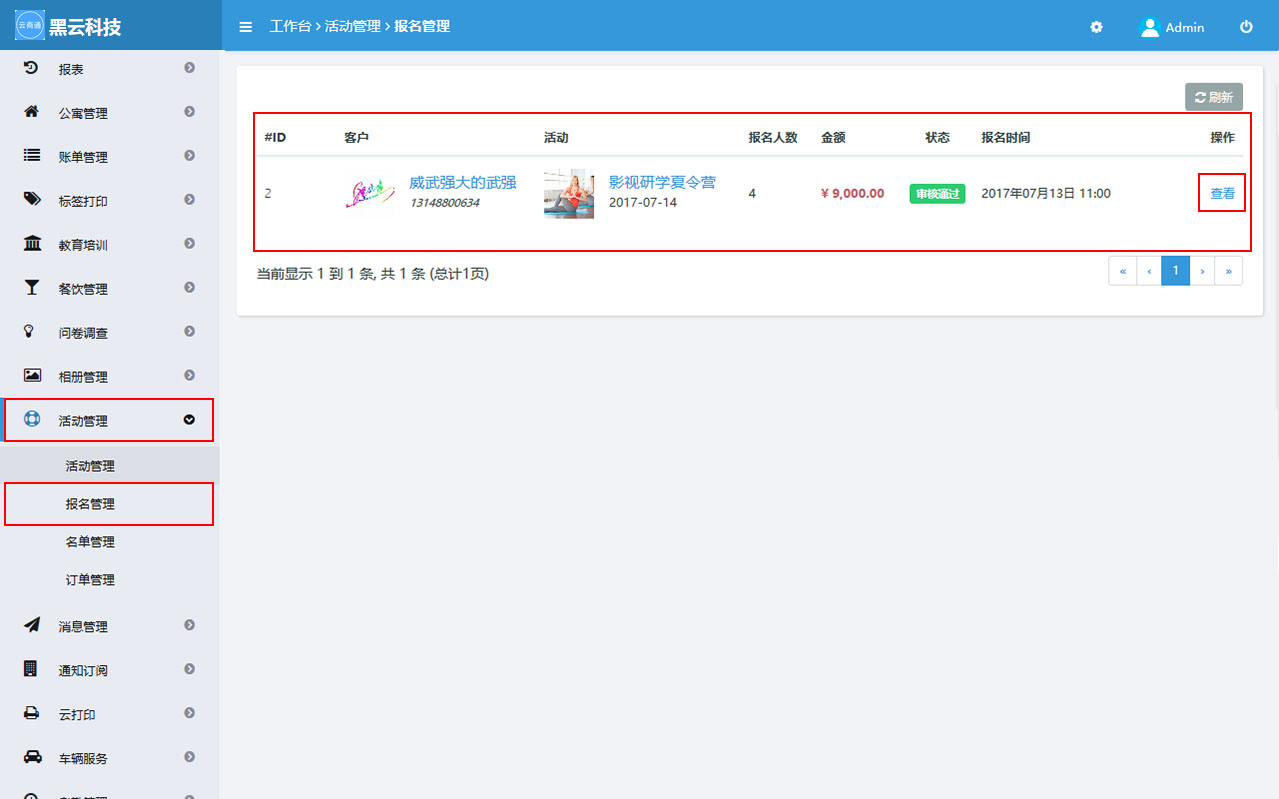 云商通
黑云科技
工作台 › 活动管理 › 报名管理
Admin
报表
公寓管理
账单管理
标签打印
教育培训
餐饮管理
问卷调查
相册管理
活动管理
活动管理
报名管理
名单管理
订单管理
消息管理
通知订阅
云打印
车辆服务
刷新
#ID 客户 活动 报名人数 金额 状态 报名时间 操作
2 威武强大的武强 影视研学夏令营 4 ¥ 9,000.00 审核通过 2017年07月13日 11:00 查看
13148800634 2017-07-14
当前显示 1 到 1 条, 共 1 条 (总计1页)
« ‹ 1 › »